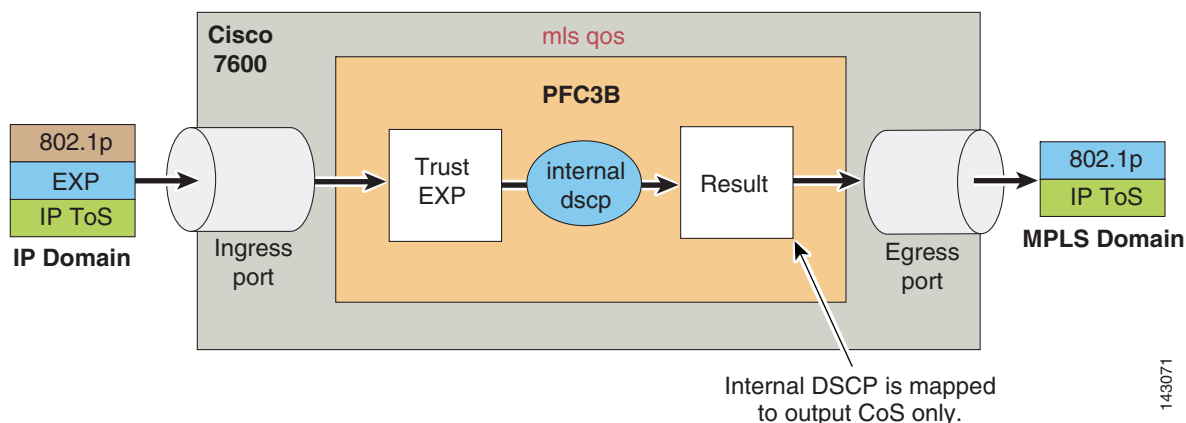 Cisco
7600
mls qos
PFC3B
802.1p
EXP
IP ToS
IP Domain
Ingress
port
Trust
EXP
internal
dscp
Result
Egress
port
802.1p
IP ToS
MPLS Domain
Internal DSCP is mapped
to output CoS only.
143071